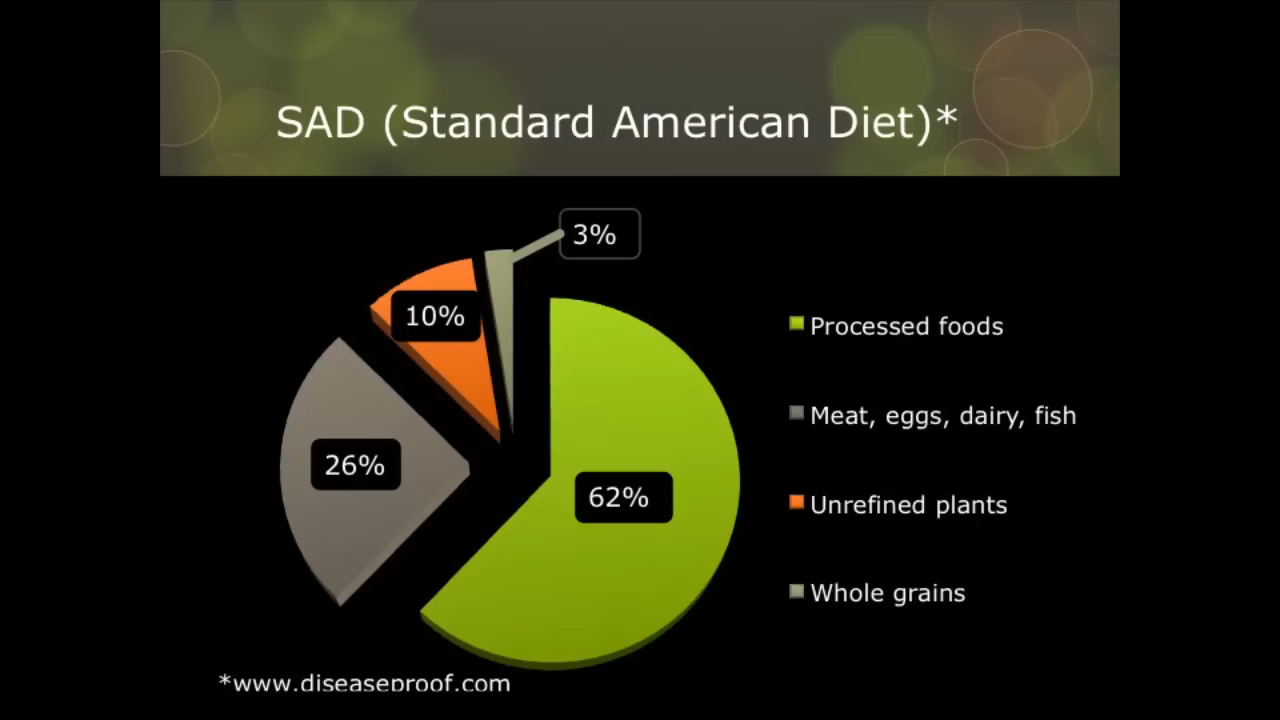 SAD (Standard American Diet)*
3%
10%
26%
62%
Processed foods
Meat, eggs, dairy, fish
Unrefined plants
Whole grains
*www.diseaseproof.com